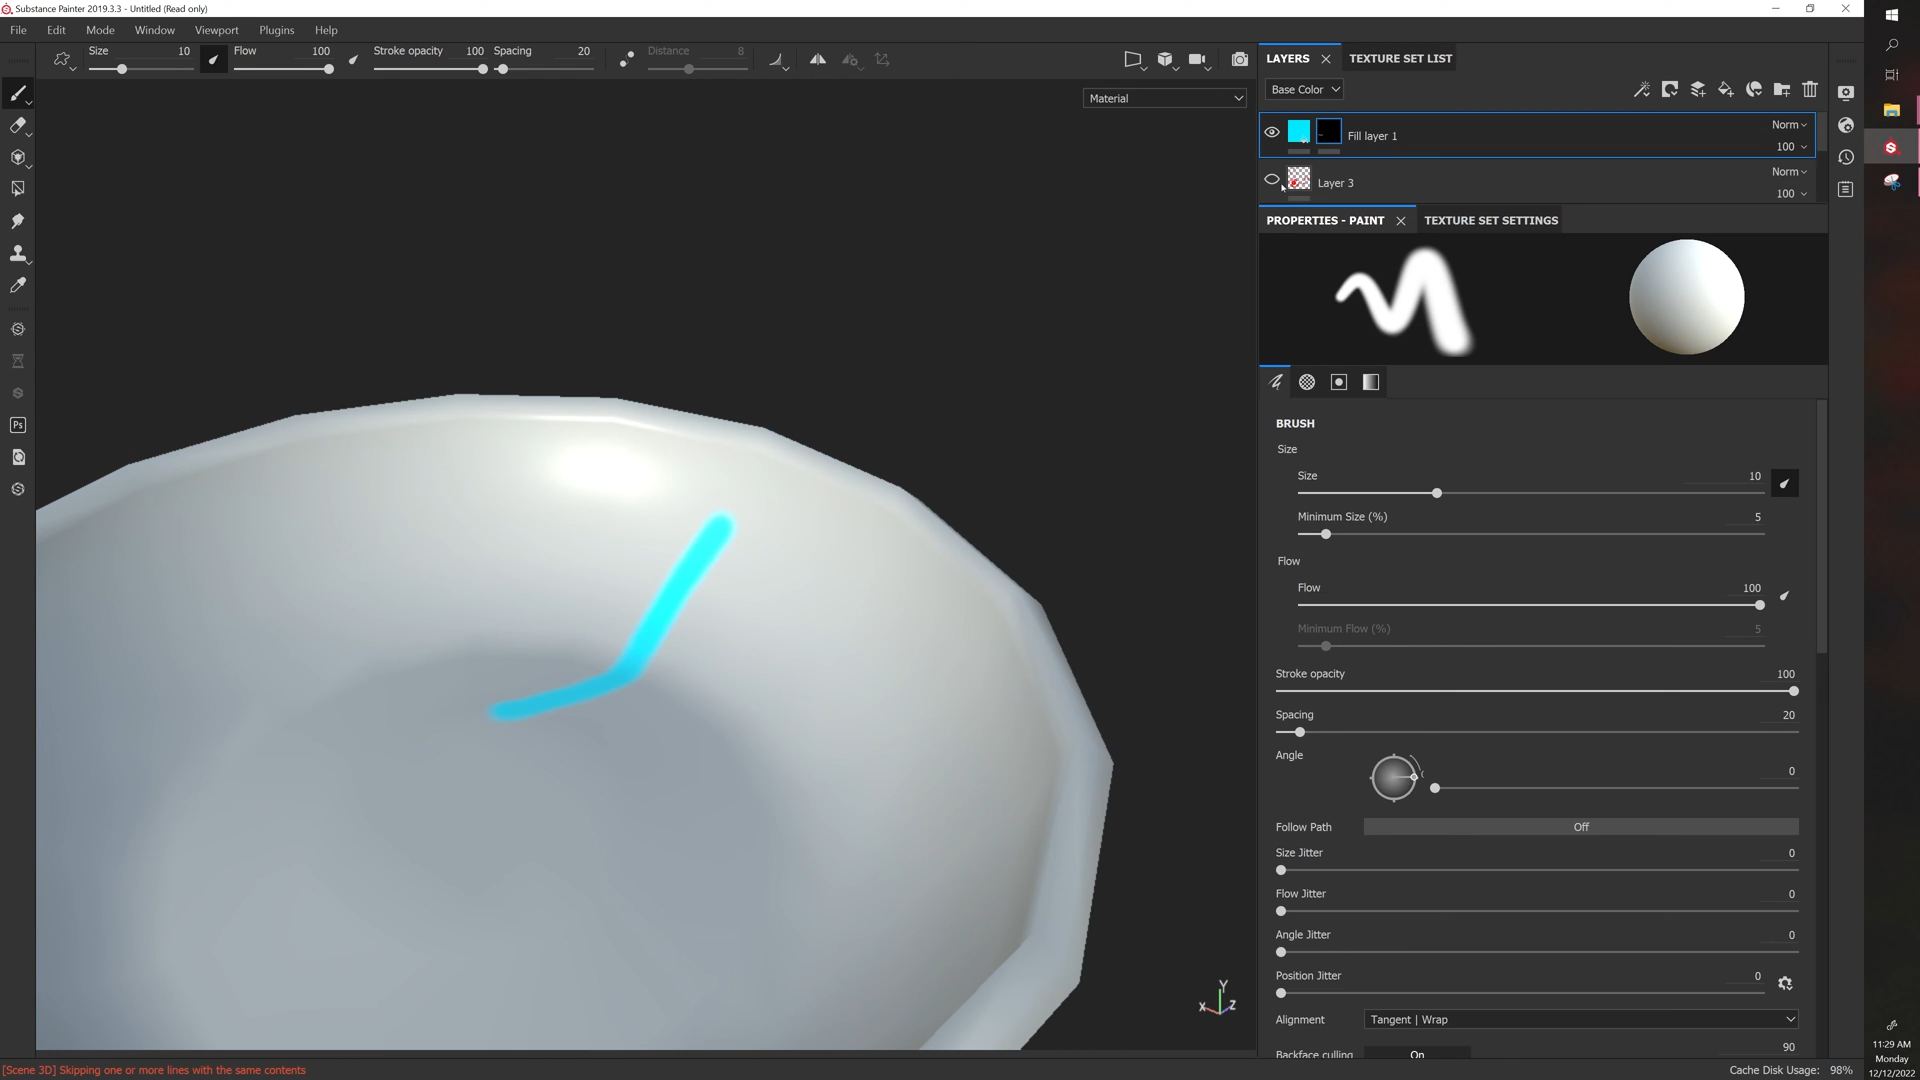 Substance Painter 2019.3.3 - Untitled (Read only)
File Edit Mode Window Viewport Plugins Help
Size 10 Flow 100 Stroke opacity 100 Spacing 20 Distance 8
Material
LAYERS TEXTURE SET LIST
Base Color
Fill layer 1 Norm
100
Layer 3 Norm
100
PROPERTIES - PAINT TEXTURE SET SETTINGS
Ps
BRUSH
Size
Size 10
Minimum Size (%) 5
Flow
Flow 100
Minimum Flow (%) 5
Stroke opacity 100
Spacing 20
Angle
0
Follow Path Off
Size Jitter 0
Flow Jitter 0
Angle Jitter 0
Position Jitter 0
Alignment Tangent | Wrap
Backface culling On 90
Y
X Z
[Scene 3D] Skipping one or more lines with the same contents
Cache Disk Usage: 98%
11:29 AM
Monday
12/12/2022